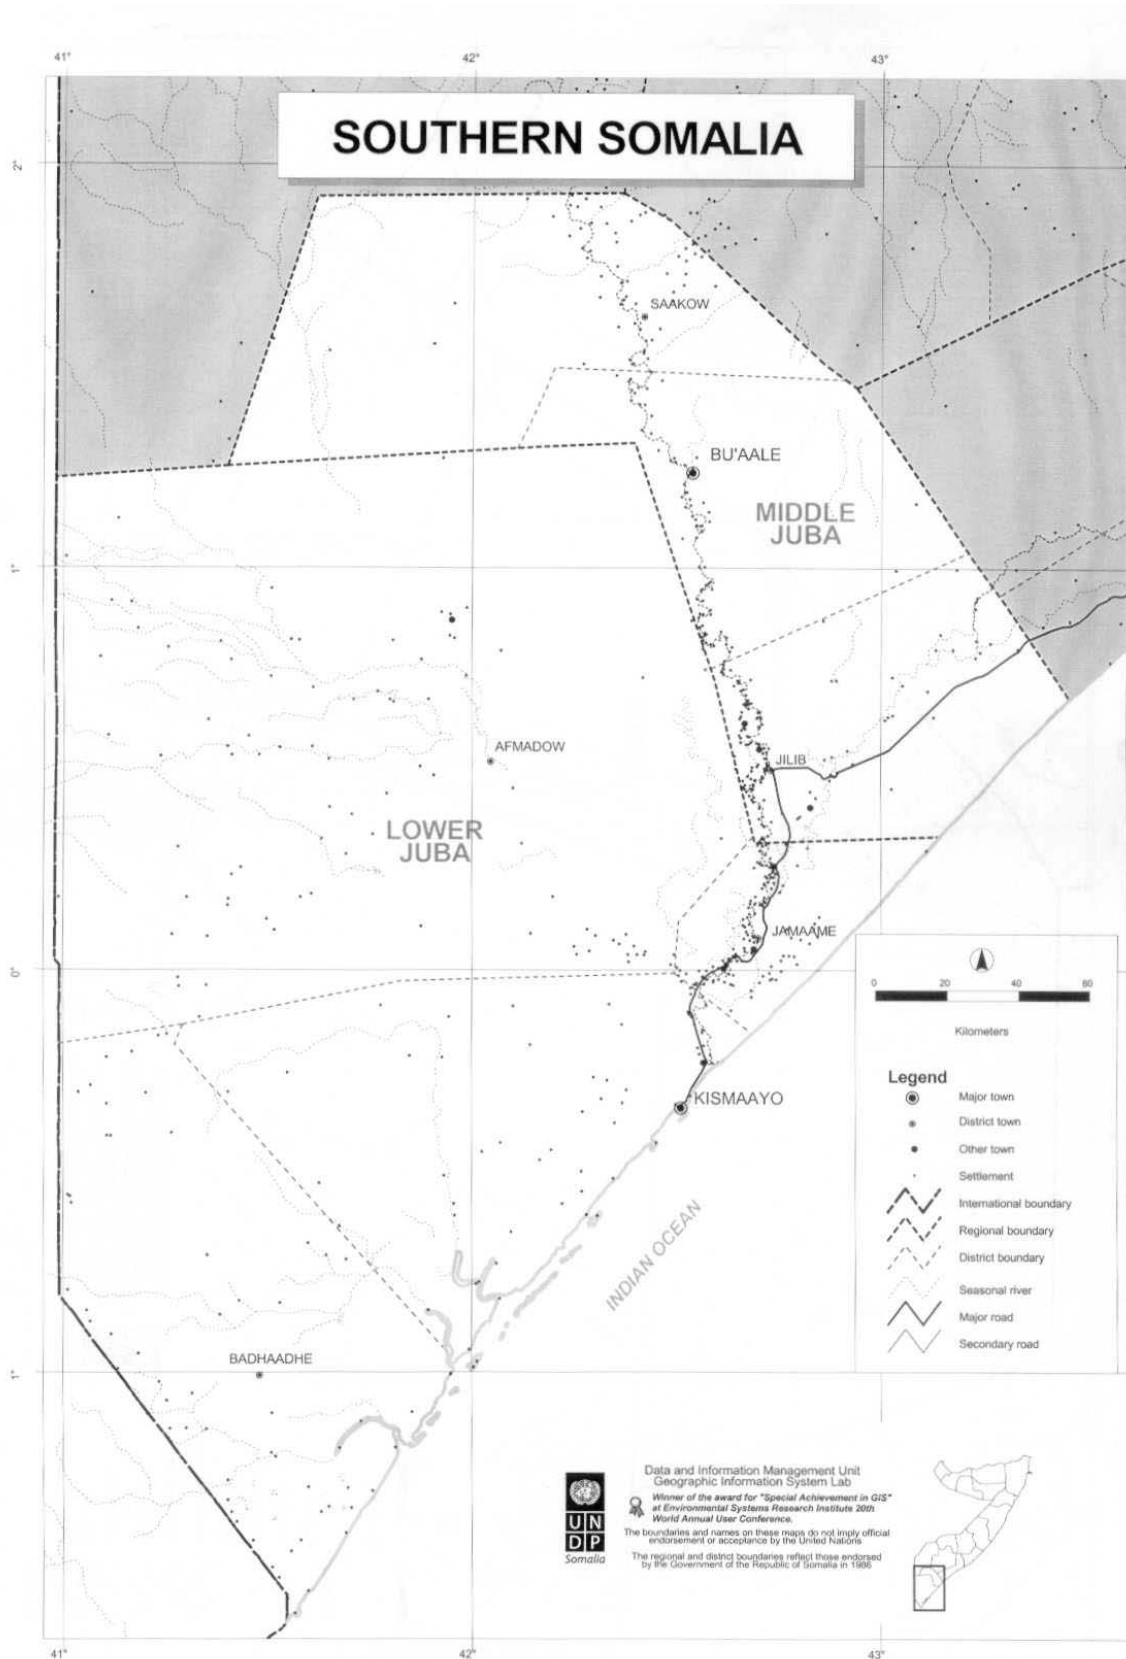 41°
42°
43°
SOUTHERN SOMALIA
2°
SAAKOW
BU'AALE
MIDDLE
JUBA
1°
AFMADOW
JILIB
LOWER
JUBA
JAMAAME
0°
0
20
40
60
Kilometers
Legend
Major town
District town
Other town
Settlement
International boundary
Regional boundary
District boundary
Seasonal river
Major road
Secondary road
KISMAAYO
INDIAN OCEAN
1°
BADHAADHE
UN
DP
Somalia
Data and Information Management Unit
Geographic Information System Lab
Winner of the award for "Special Achievement in GIS"
at Environmental Systems Research Institute 20th
World Annual User Conference.
The boundaries and names on these maps do not imply official
endorsement or acceptance by the United Nations
The regional and district boundaries reflect those endorsed
by the Government of the Republic of Somalia in 1986
41°
42°
43°